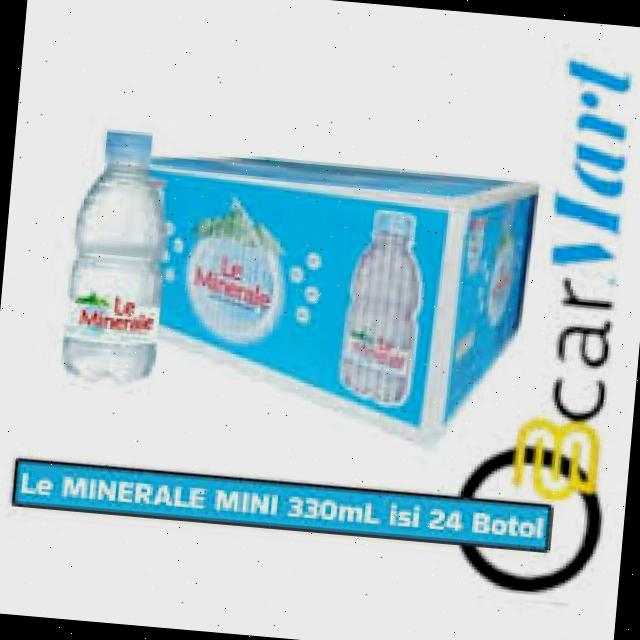 Le
Minerale
Le
Minerale
Le
Minerale
carMart
Le MINERALE MINI 330mL isi 24 Botol